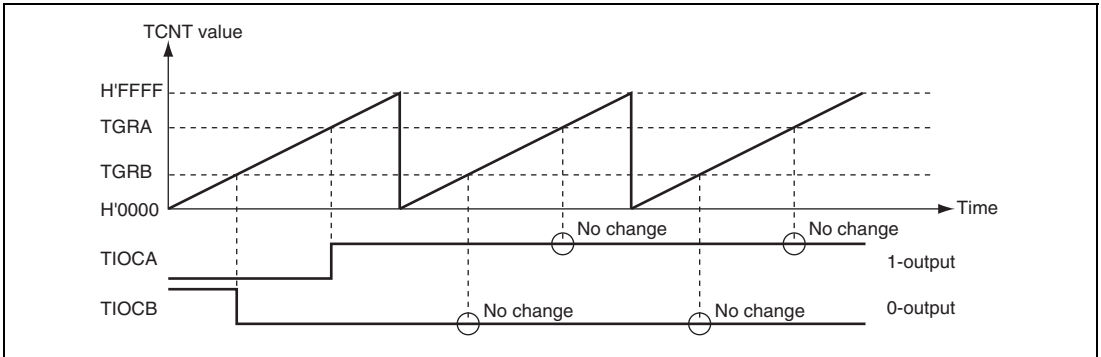 TCNT value
H'FFFF
TGRA
TGRB
H'0000
Time
No change
No change
TIOCA
1-output
No change
No change
TIOCB
0-output